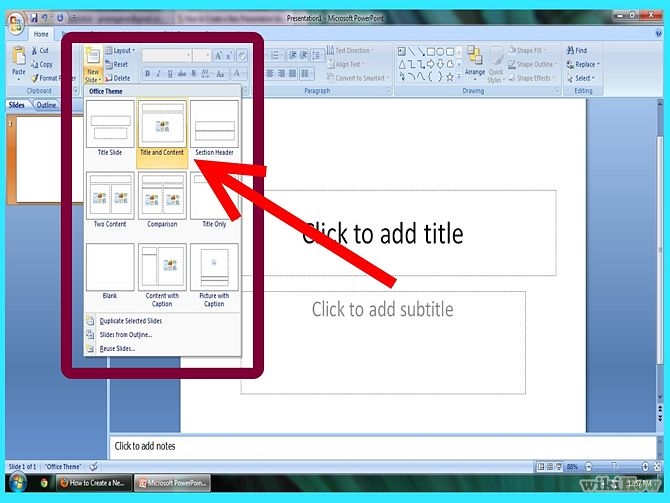 Presentation1 - Microsoft PowerPoint
Home
Cut
Copy
Paste
Format Painter
Clipboard
New
Slide
Layout
Reset
Delete
Text Direction
Align Text
Convert to SmartArt
Paragraph
Arrange
Quick
Styles
Shape Fill
Shape Outline
Shape Effects
Drawing
Find
Replace
Select
Editing
Slides
Outline
Office Theme
Title Slide
Title and Content
Section Header
Two Content
Comparison
Title Only
Blank
Content with
Caption
Picture with
Caption
Duplicate Selected Slides
Slides from Outline...
Reuse Slides...
Click to add title
Click to add subtitle
Click to add notes
Slide 1 of 1
"Office Theme"
88%
How to Create a Ne...
Microsoft PowerPoi...
12:57 PM
wikiHow